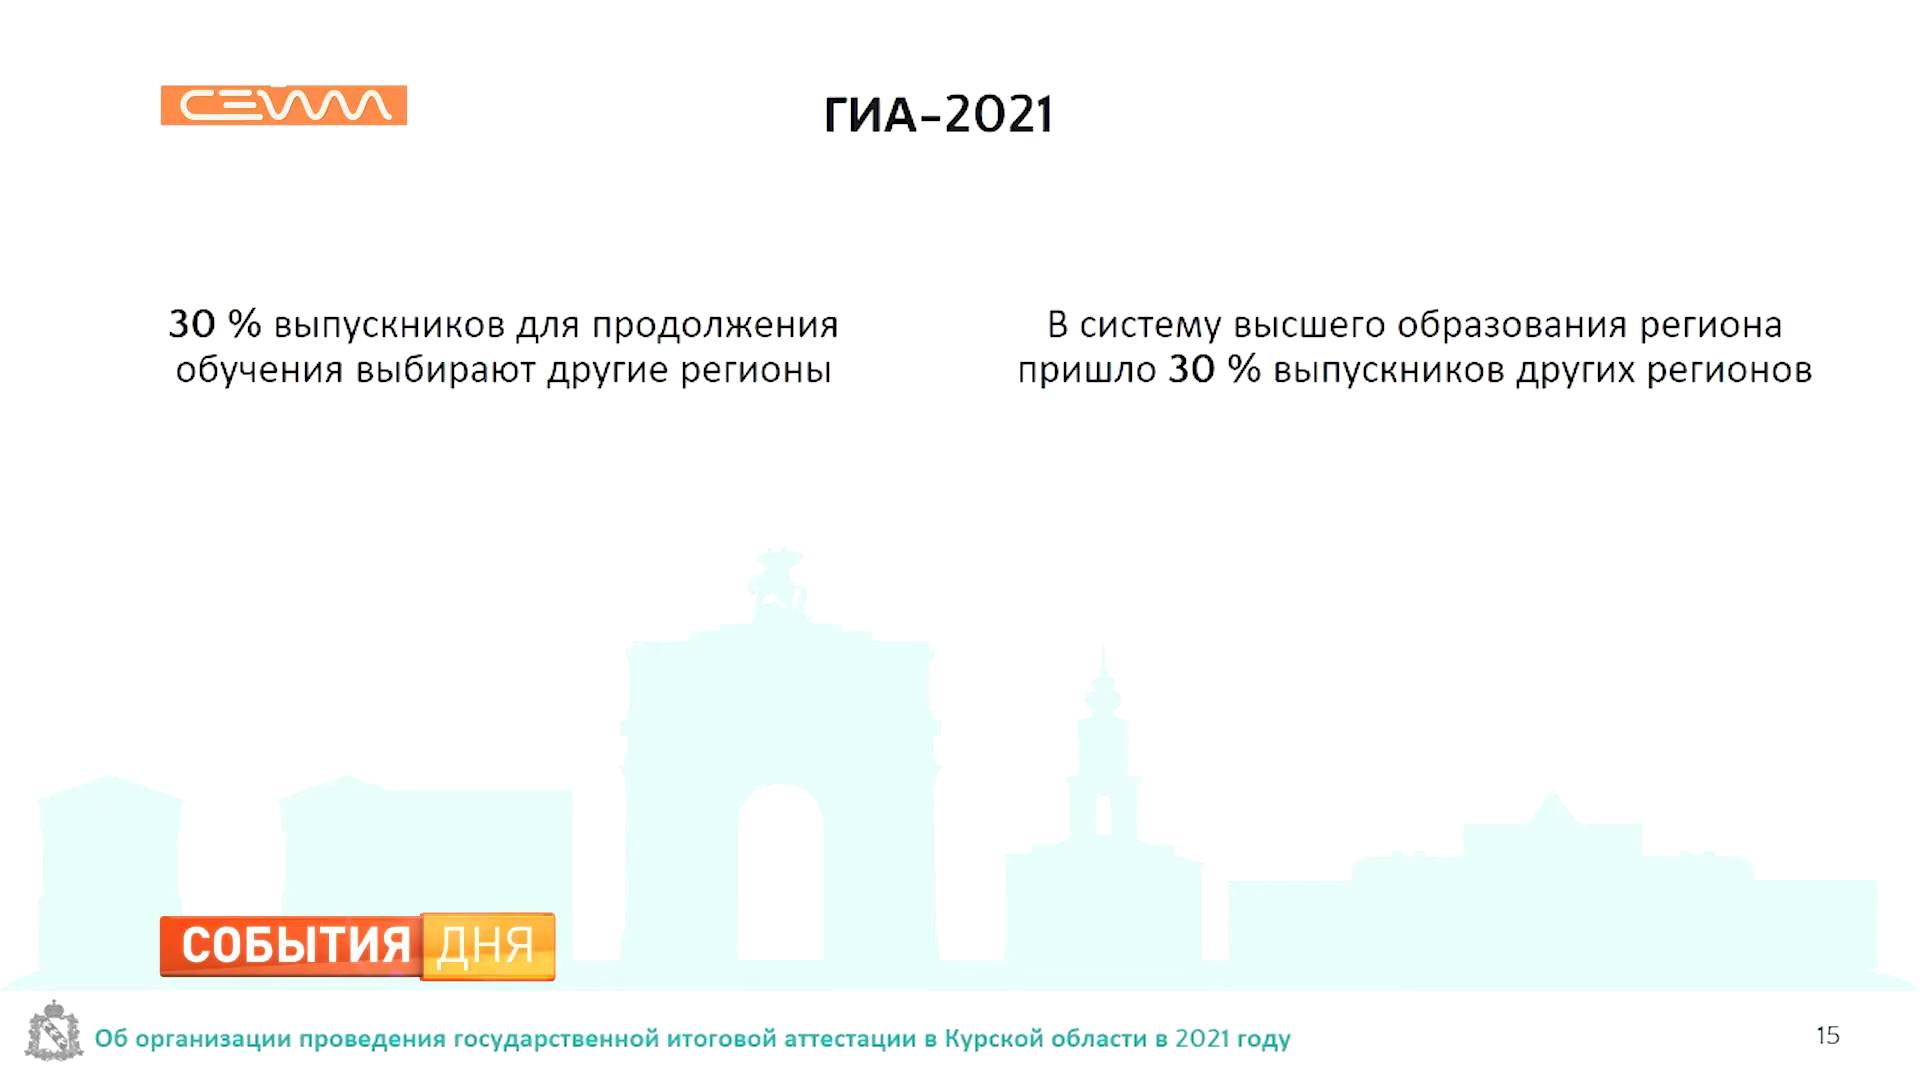 СЕЙМ
ГИА-2021
30 % выпускников для продолжения
обучения выбирают другие регионы
В систему высшего образования региона
пришло 30 % выпускников других регионов
СОБЫТИЯ ДНЯ
Об организации проведения государственной итоговой аттестации в Курской области в 2021 году
15